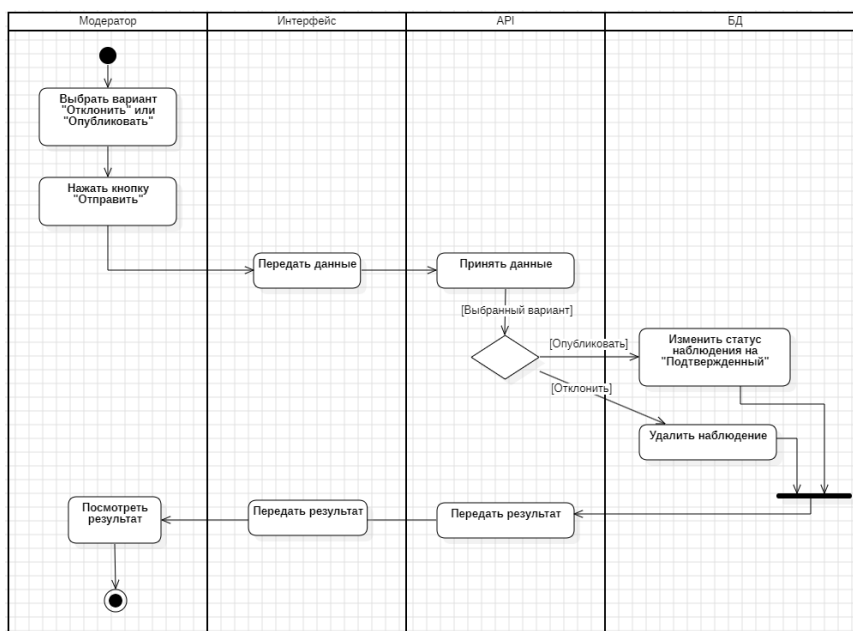 Модератор
Интерфейс
API
БД
Выбрать вариант
"Отклонить" или
"Опубликовать"
Нажать кнопку
"Отправить"
Передать данные
Принять данные
[Выбранный вариант]
[Опубликовать]
Изменить статус
наблюдения на
"Подтвержденный"
[Отклонить]
Удалить наблюдение
Посмотреть
результат
Передать результат
Передать результат